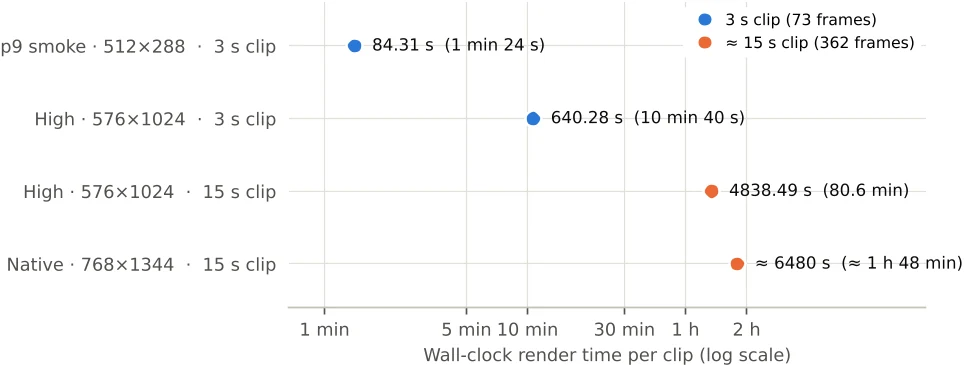 3 s clip (73 frames)
≈ 15 s clip (362 frames)
p9 smoke · 512×288 · 3 s clip
84.31 s (1 min 24 s)
High · 576×1024 · 3 s clip
640.28 s (10 min 40 s)
High · 576×1024 · 15 s clip
4838.49 s (80.6 min)
Native · 768×1344 · 15 s clip
≈ 6480 s (≈ 1 h 48 min)
1 min 5 min 10 min 30 min 1 h 2 h
Wall-clock render time per clip (log scale)